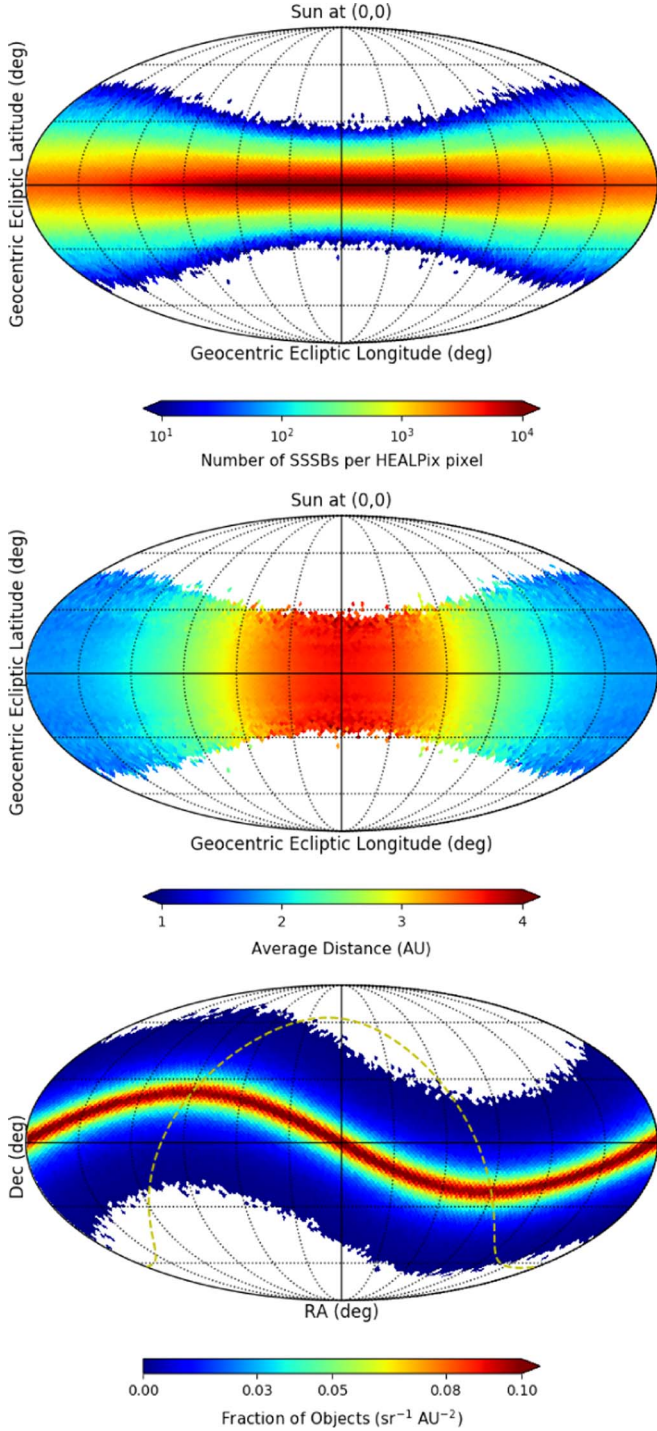 Sun at (0,0)
Geocentric Ecliptic Latitude (deg)
Geocentric Ecliptic Longitude (deg)
10¹ 10² 10³ 10⁴
Number of SSSBs per HEALPix pixel
Sun at (0,0)
Geocentric Ecliptic Latitude (deg)
Geocentric Ecliptic Longitude (deg)
1 2 3 4
Average Distance (AU)
Dec (deg)
RA (deg)
0.00 0.03 0.05 0.08 0.10
Fraction of Objects (sr⁻¹ AU⁻²)